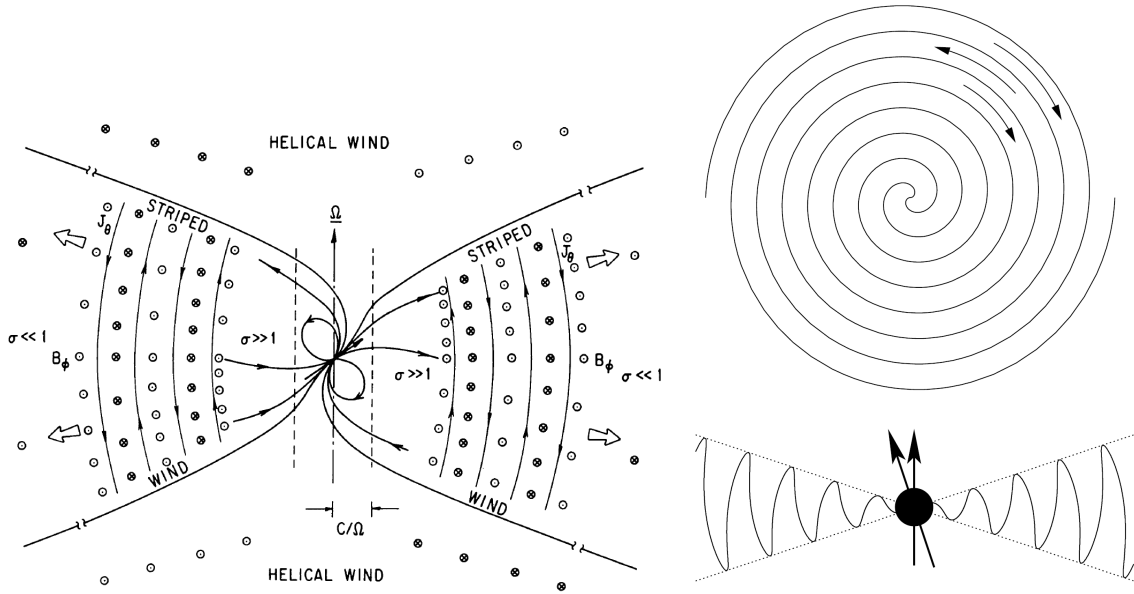 HELICAL WIND
Ω
STRIPED
STRIPED
J_θ
J_θ
σ<<1
B_ϕ
σ>>1
σ>>1
B_ϕ
σ<<1
WIND
WIND
C/Ω
HELICAL WIND